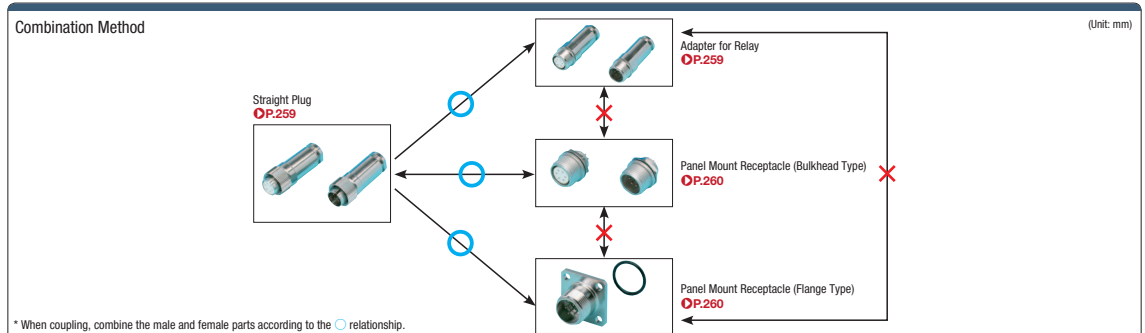 Combination Method
(Unit: mm)
Adapter for Relay
P.259
Straight Plug
P.259
Panel Mount Receptacle (Bulkhead Type)
P.260
Panel Mount Receptacle (Flange Type)
P.260
* When coupling, combine the male and female parts according to the ○ relationship.